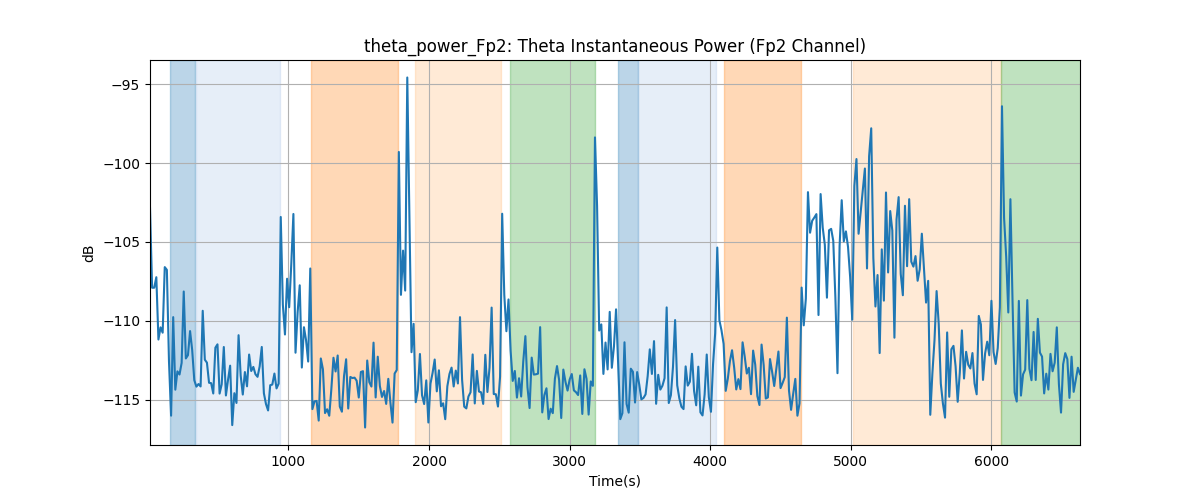 theta_power_Fp2: Theta Instantaneous Power (Fp2 Channel)
−95
−100
−105
−110
−115
dB
1000 2000 3000 4000 5000 6000
Time(s)